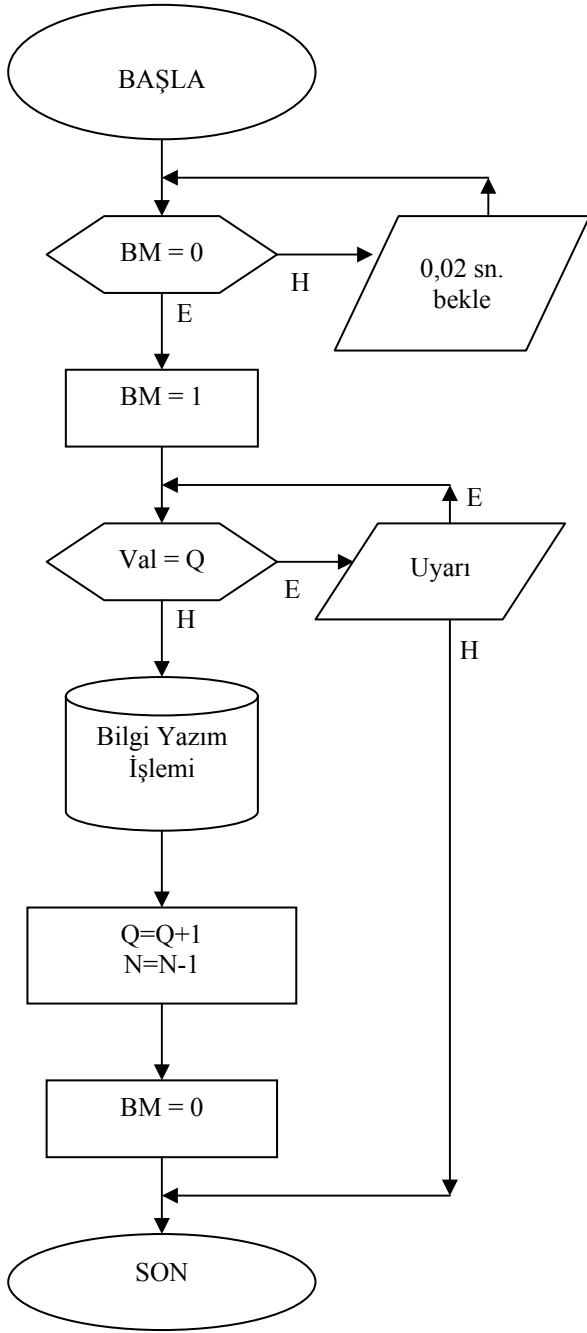 BAŞLA
BM = 0
H
0,02 sn.
bekle
E
BM = 1
E
Val = Q
E
Uyarı
H
H
Bilgi Yazım
İşlemi
Q=Q+1
N=N-1
BM = 0
SON